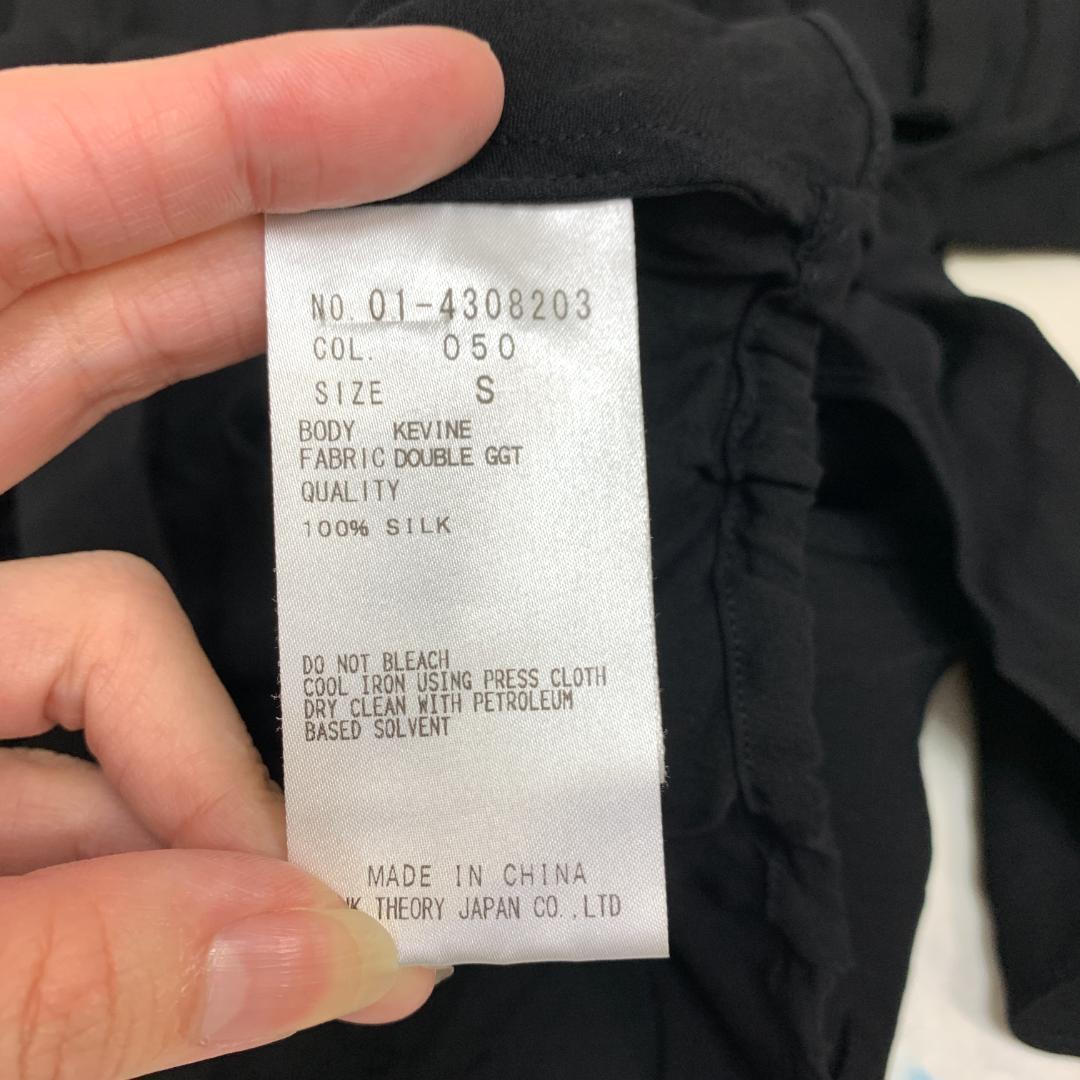 NO. 01-4308203
COL. 050
SIZE S
BODY KEVINE
FABRIC DOUBLE GGT
QUALITY
100% SILK
DO NOT BLEACH
COOL IRON USING PRESS CLOTH
DRY CLEAN WITH PETROLEUM
BASED SOLVENT
MADE IN CHINA
THEORY JAPAN CO.,LTD